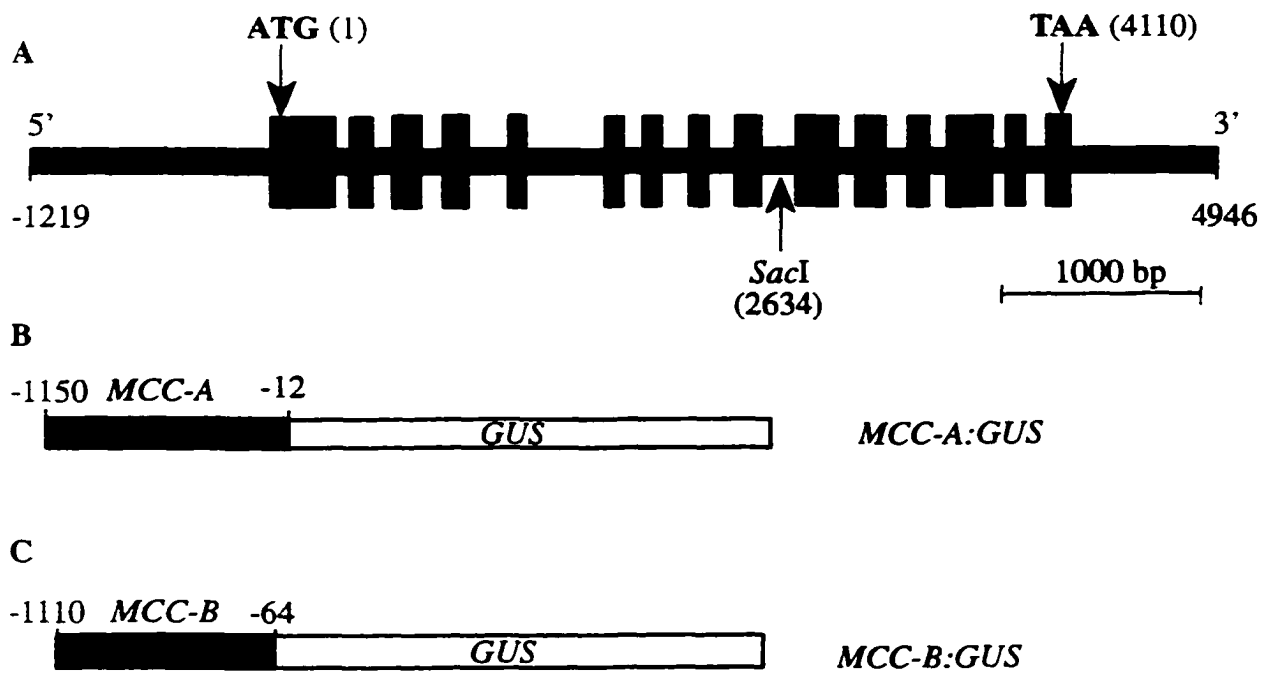 A
ATG (1)
TAA (4110)
5’
3’
-1219
4946
SacI
(2634)
1000 bp
B
-1150 MCC-A -12
GUS
MCC-A:GUS
C
-1110 MCC-B -64
GUS
MCC-B:GUS